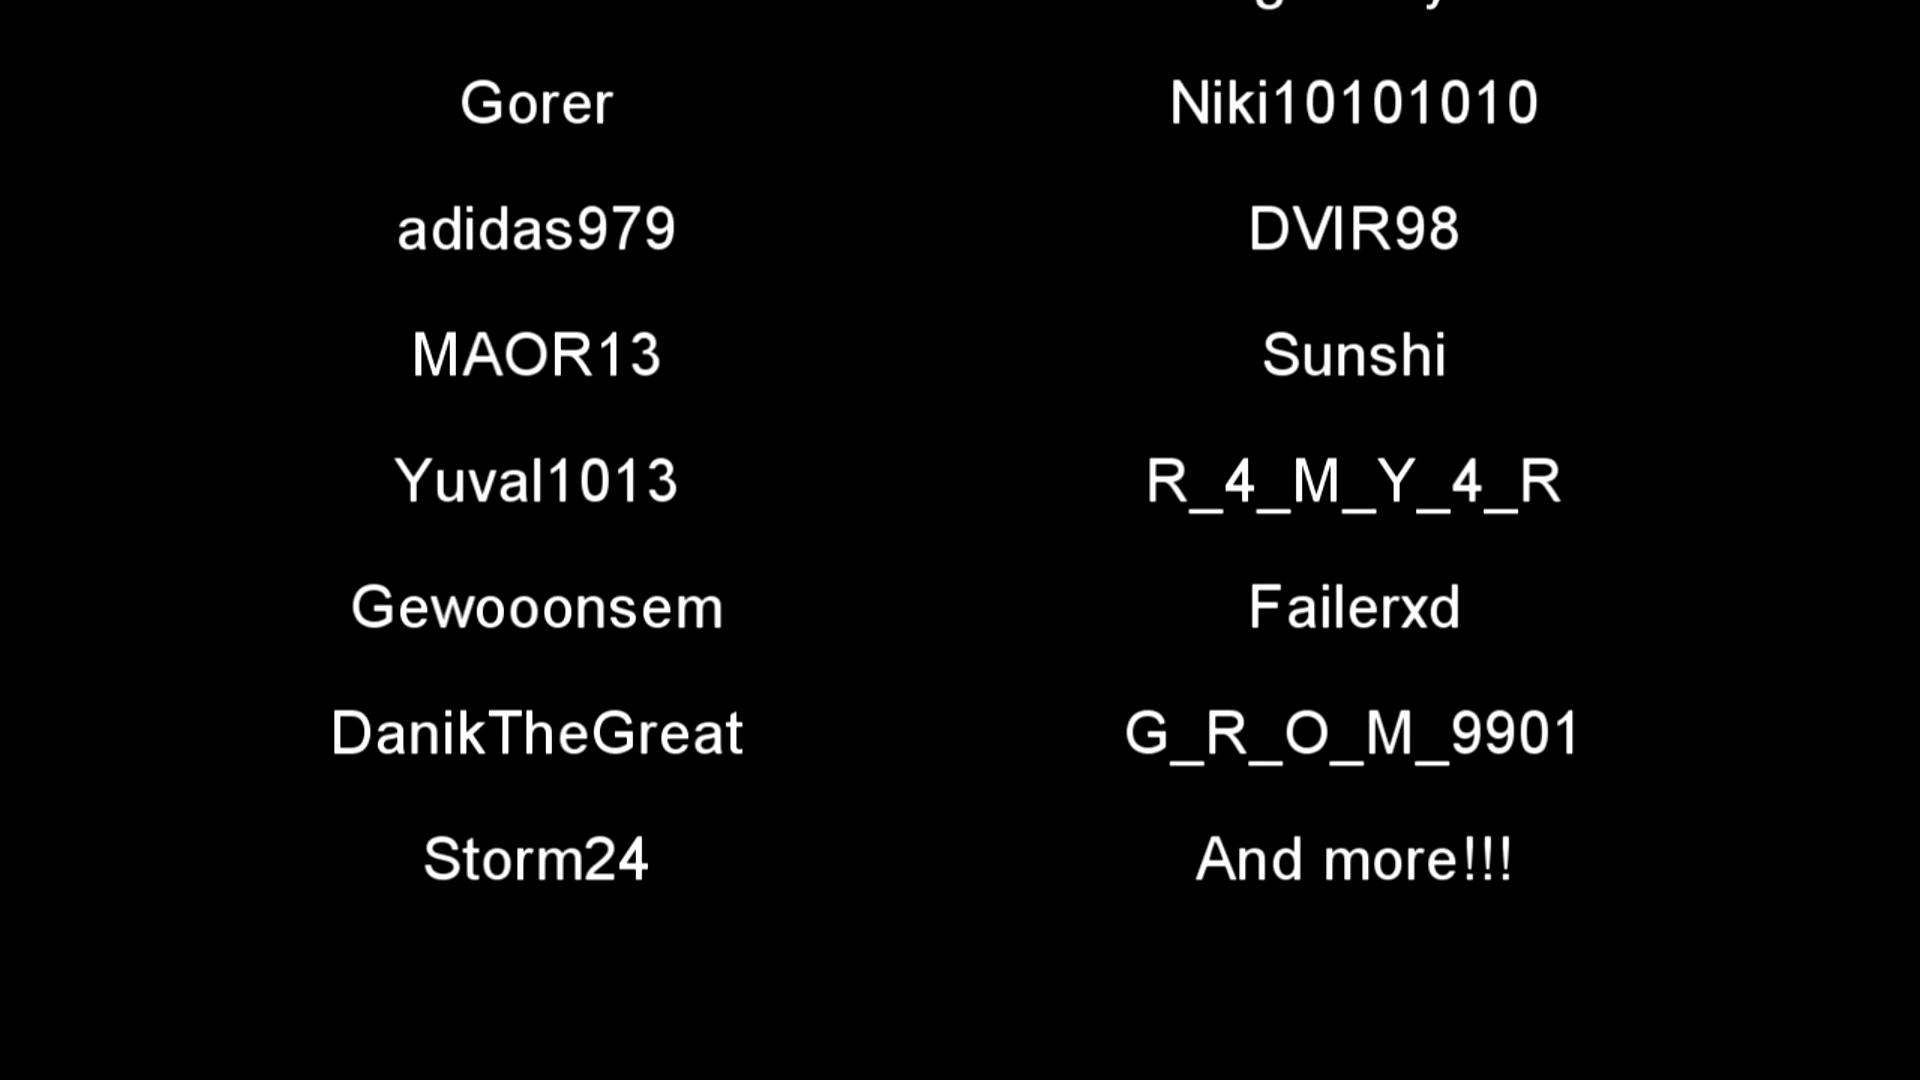 Gorer Niki10101010
adidas979 DVIR98
MAOR13 Sunshi
Yuval1013 R_4_M_Y_4_R
Gewooonsem Failerxd
DanikTheGreat G_R_O_M_9901
Storm24 And more!!!